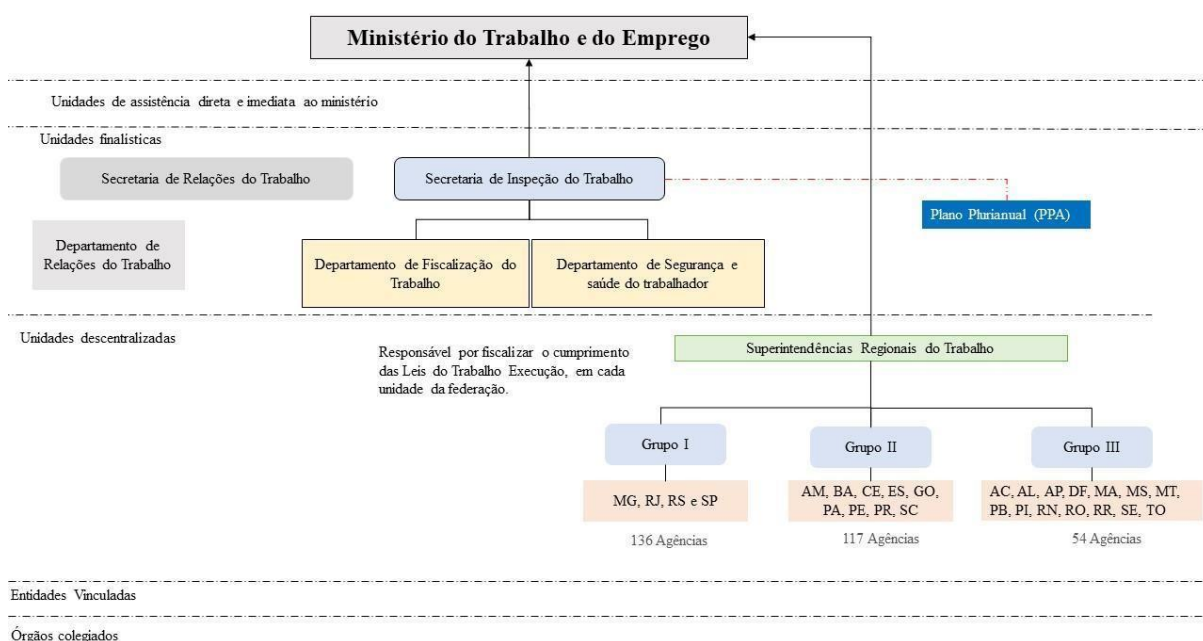 Ministério do Trabalho e do Emprego
Unidades de assistência direta e imediata ao ministério
Unidades finalísticas
Secretaria de Relações do Trabalho
Secretaria de Inspeção do Trabalho
Plano Plurianual (PPA)
Departamento de
Relações do Trabalho
Departamento de Fiscalização do
Trabalho
Departamento de Segurança e
saúde do trabalhador
Unidades descentralizadas
Responsável por fiscalizar o cumprimento
das Leis do Trabalho Execução, em cada
unidade da federação.
Superintendências Regionais do Trabalho
Grupo I
Grupo II
Grupo III
MG, RJ, RS e SP
AM, BA, CE, ES, GO,
PA, PE, PR, SC
AC, AL, AP, DF, MA, MS, MT,
PB, PI, RN, RO, RR, SE, TO
136 Agências
117 Agências
54 Agências
Entidades Vinculadas
Órgãos colegiados